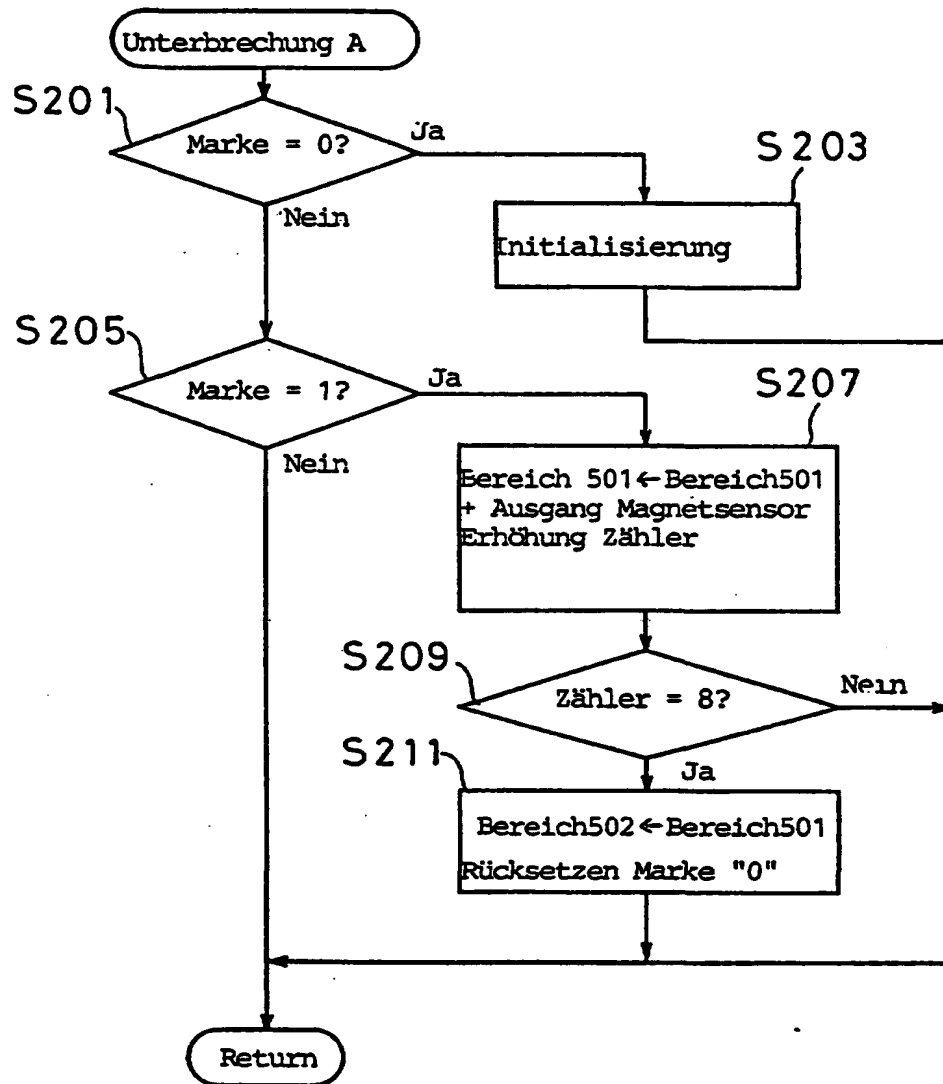 Unterbrechung A
S201
Marke = 0?
Ja
S203
Nein
Initialisierung
S205
Marke = 1?
Ja
S207
Nein
Bereich 501←Bereich501
+ Ausgang Magnetsensor
Erhöhung Zähler
S209
Zähler = 8?
Nein
S211
Ja
Bereich502←Bereich501
Rücksetzen Marke "0"
Return